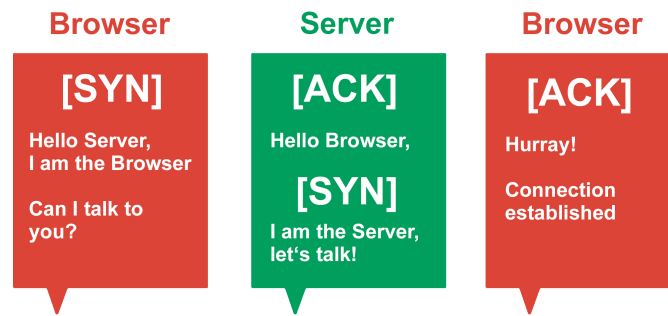 Browser
[SYN]
Hello Server,
I am the Browser
Can I talk to
you?
Server
[ACK]
Hello Browser,
[SYN]
I am the Server,
let‘s talk!
Browser
[ACK]
Hurray!
Connection
established